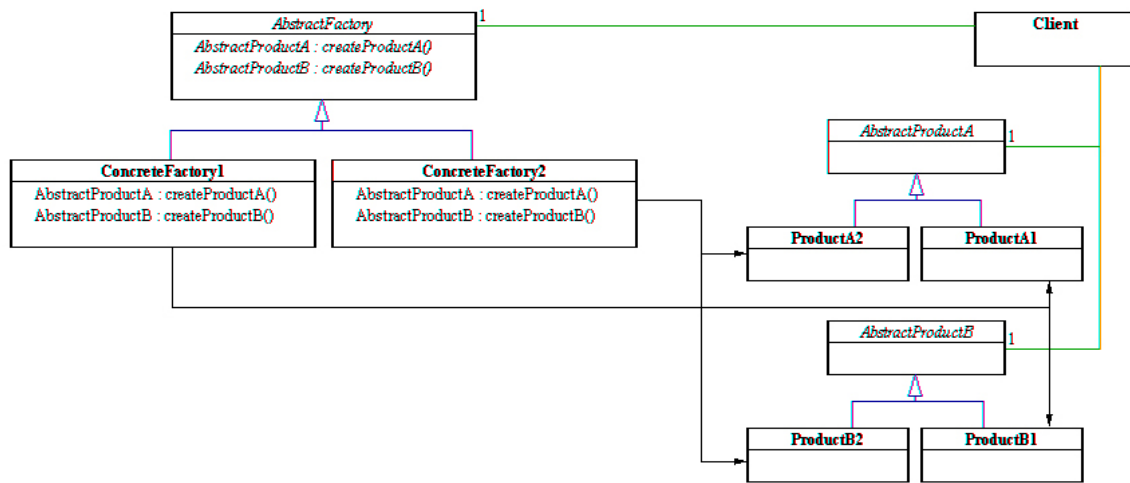 AbstractFactory
AbstractProductA : createProductA()
AbstractProductB : createProductB()
1
Client
AbstractProductA
1
ConcreteFactory1
AbstractProductA : createProductA()
AbstractProductB : createProductB()
ConcreteFactory2
AbstractProductA : createProductA()
AbstractProductB : createProductB()
ProductA2
ProductA1
AbstractProductB
1
ProductB2
ProductB1